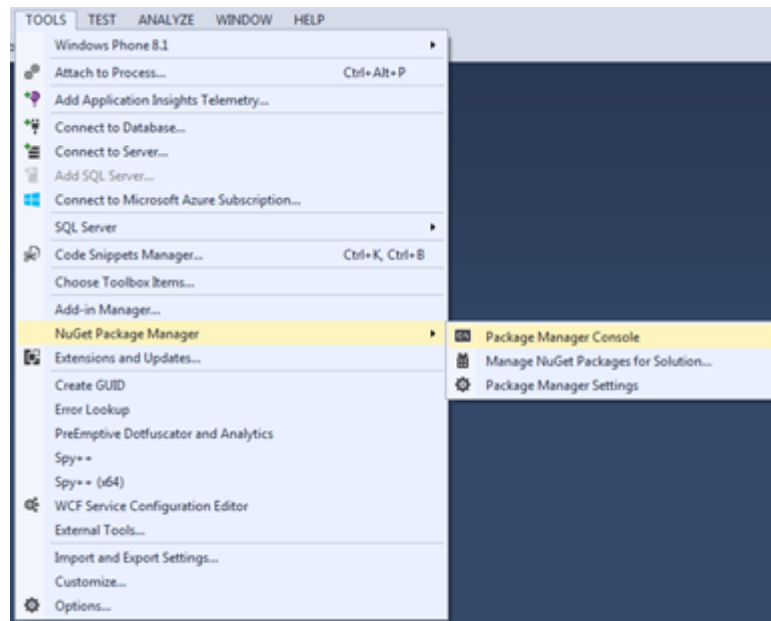 TOOLS TEST ANALYZE WINDOW HELP
Windows Phone 8.1
Attach to Process... Ctrl+Alt+P
Add Application Insights Telemetry...
Connect to Database...
Connect to Server...
Add SQL Server...
Connect to Microsoft Azure Subscription...
SQL Server
Code Snippets Manager... Ctrl+K, Ctrl+B
Choose Toolbox Items...
Add-in Manager...
NuGet Package Manager
Package Manager Console
Manage NuGet Packages for Solution...
Package Manager Settings
Extensions and Updates...
Create GUID
Error Lookup
PreEmptive Dotfuscator and Analytics
Spy++
Spy++ (x64)
WCF Service Configuration Editor
External Tools...
Import and Export Settings...
Customize...
Options...